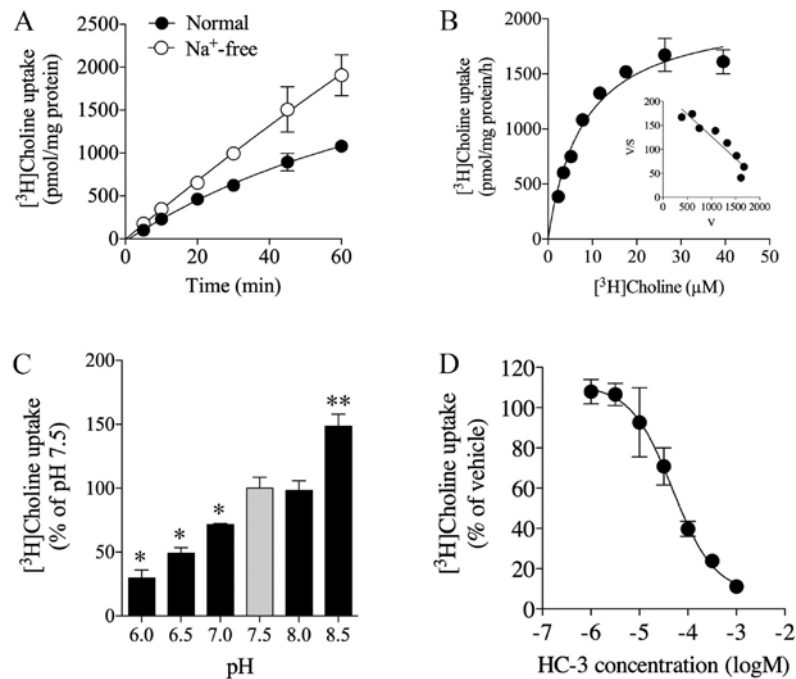 A
Normal
Na⁺-free
2500
2000
1500
1000
500
0
0
20
40
60
[³H]Choline uptake
(pmol/mg protein)
Time (min)
B
2000
1500
1000
500
0
0
10
20
30
40
50
[³H]Choline uptake
(pmol/mg protein/h)
[³H]Choline (μM)
200
150
100
50
0
0
500
1000
1500
2000
V/S
V
C
200
150
100
50
0
* * * **
6.0
6.5
7.0
7.5
8.0
8.5
[³H]Choline uptake
(% of pH 7.5)
pH
D
120
100
80
60
40
20
0
-7
-6
-5
-4
-3
-2
[³H]Choline uptake
(% of vehicle)
HC-3 concentration (logM)